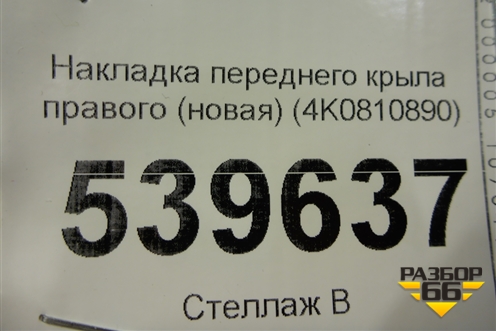 Накладка переднего крыла
правого (новая) (4K0810890)
539637
Стеллаж В
РАЗБОР
66